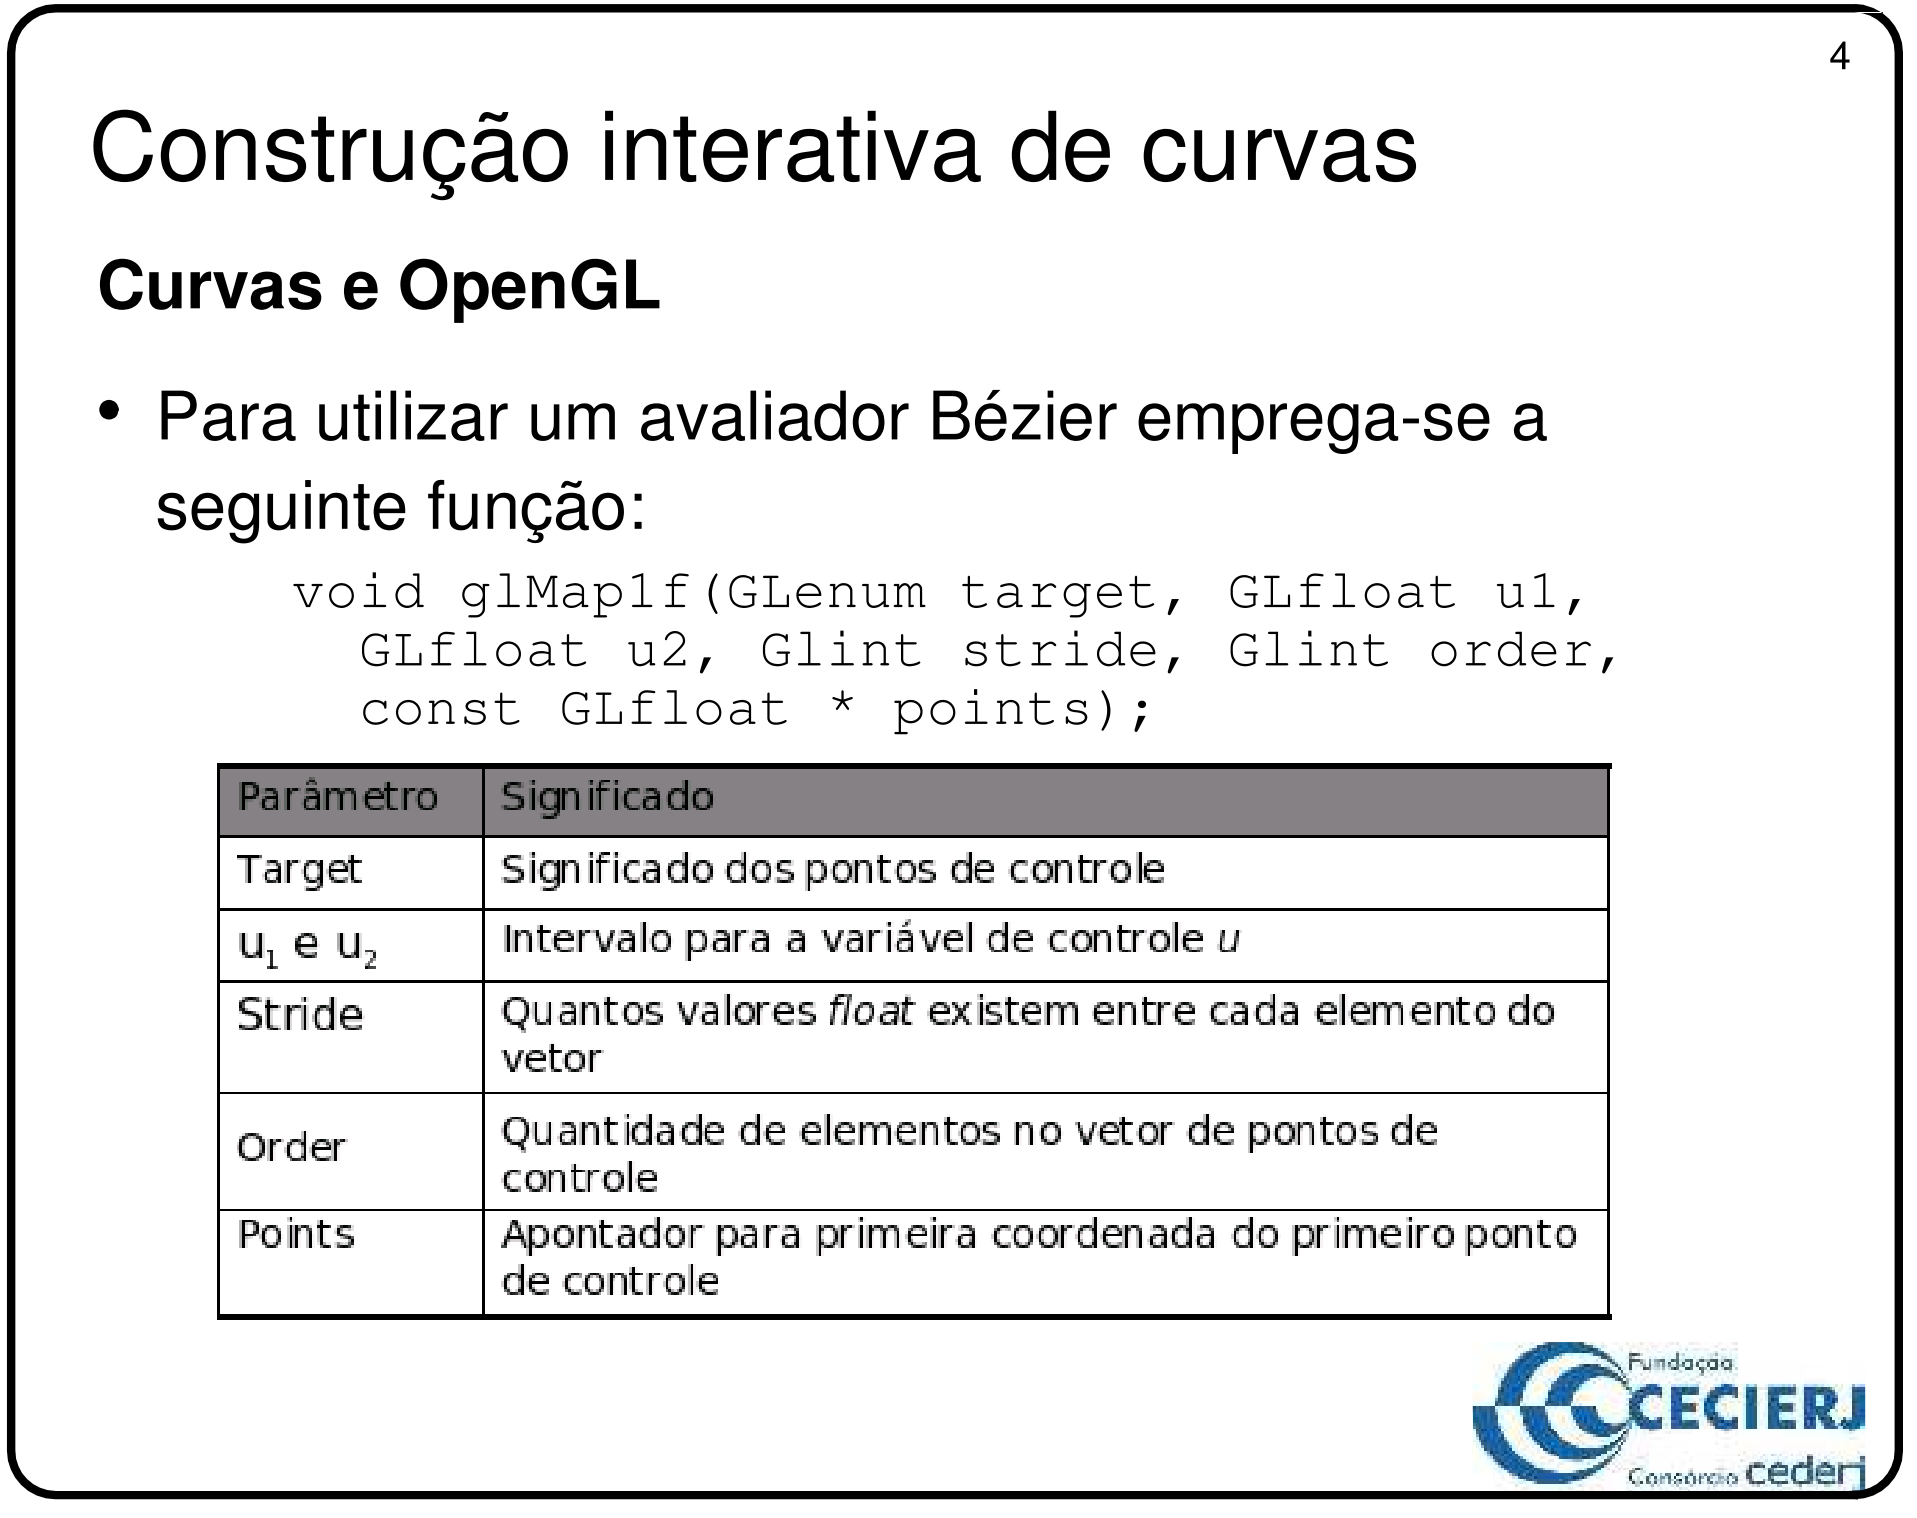 4
Construção interativa de curvas
Curvas e OpenGL
• Para utilizar um avaliador Bézier emprega-se a
seguinte função:
void glMap1f(GLenum target, GLfloat u1,
GLfloat u2, Glint stride, Glint order,
const GLfloat * points);
Parâmetro Significado
Target Significado dos pontos de controle
u1 e u2 Intervalo para a variável de controle u
Stride Quantos valores float existem entre cada elemento do
vetor
Order Quantidade de elementos no vetor de pontos de
controle
Points Apontador para primeira coordenada do primeiro ponto
de controle
Fundação
CECIERJ
Consórcio cederj